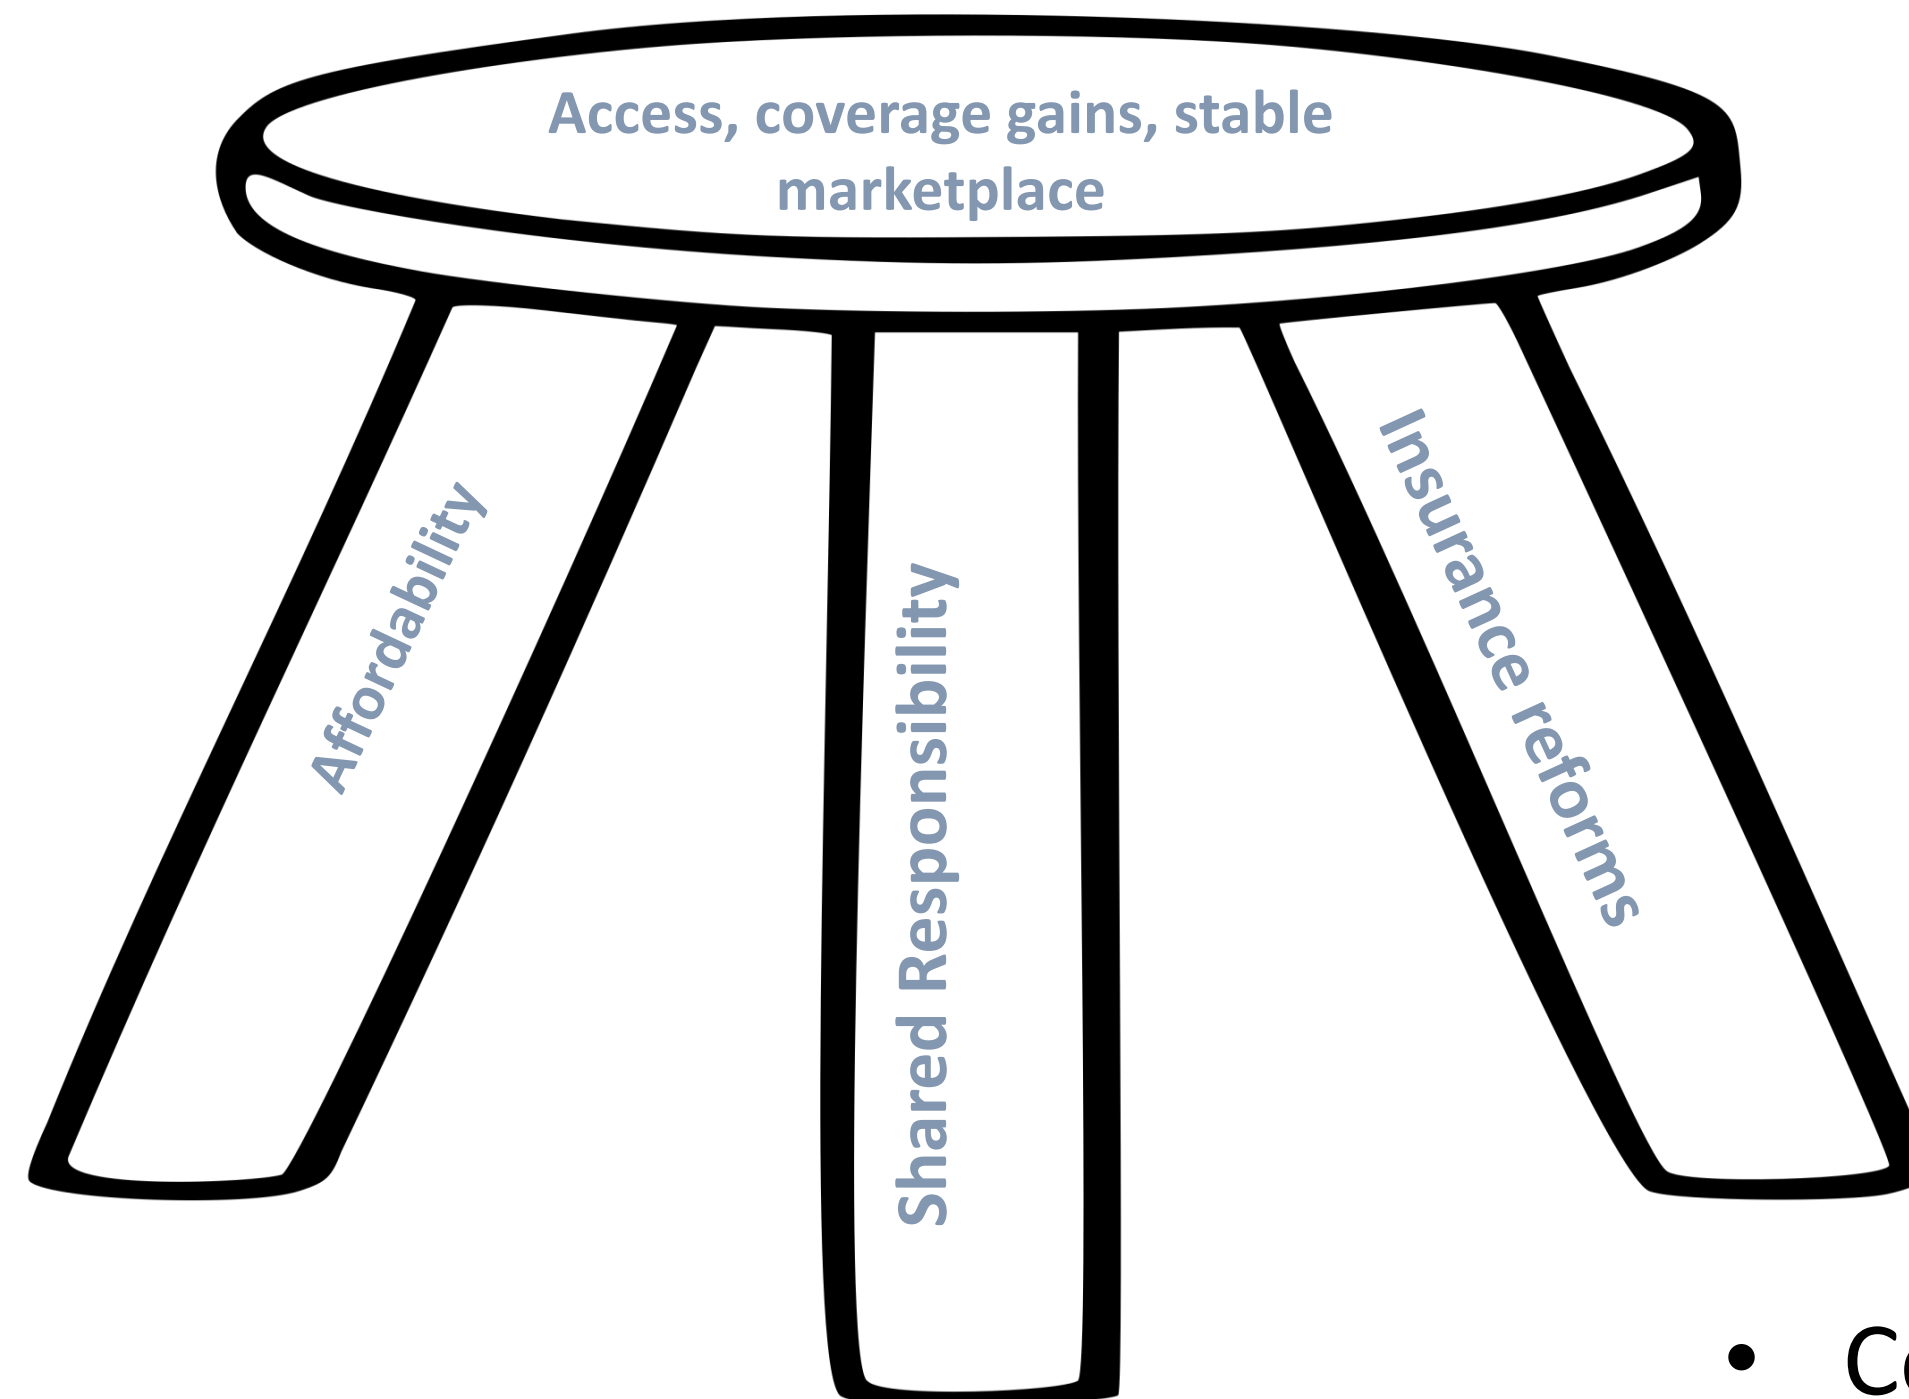 Access, coverage gains, stable
marketplace
Affordability
Shared Responsibility
Insurance reforms
•